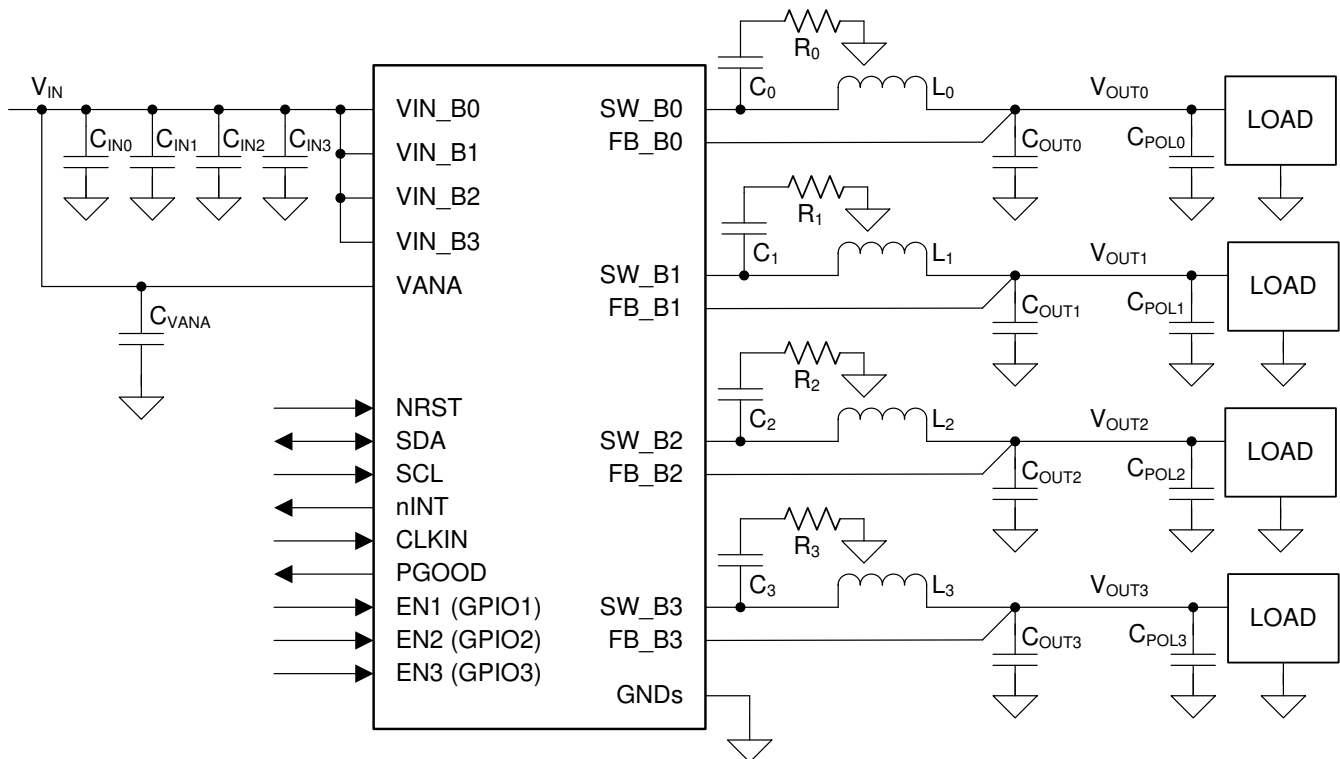 V_IN
C_IN0
C_IN1
C_IN2
C_IN3
C_VANA
VIN_B0
VIN_B1
VIN_B2
VIN_B3
VANA
NRST
SDA
SCL
nINT
CLKIN
PGOOD
EN1 (GPIO1)
EN2 (GPIO2)
EN3 (GPIO3)
SW_B0
FB_B0
SW_B1
FB_B1
SW_B2
FB_B2
SW_B3
FB_B3
GNDs
R_0
C_0
L_0
V_OUT0
C_OUT0
C_POL0
LOAD
R_1
C_1
L_1
V_OUT1
C_OUT1
C_POL1
LOAD
R_2
C_2
L_2
V_OUT2
C_OUT2
C_POL2
LOAD
R_3
C_3
L_3
V_OUT3
C_OUT3
C_POL3
LOAD